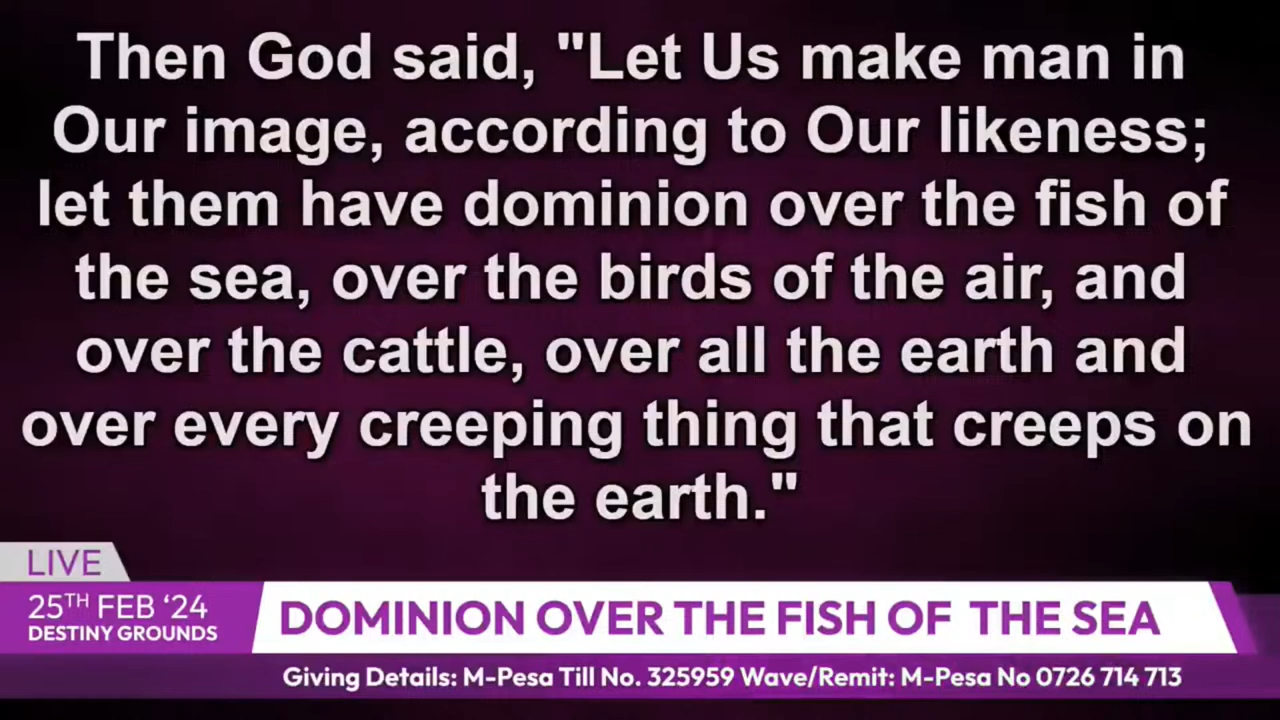 Then God said, "Let Us make man in
Our image, according to Our likeness;
let them have dominion over the fish of
the sea, over the birds of the air, and
over the cattle, over all the earth and
over every creeping thing that creeps on
the earth."
LIVE
25TH FEB ‘24
DESTINY GROUNDS
DOMINION OVER THE FISH OF THE SEA
Giving Details: M-Pesa Till No. 325959 Wave/Remit: M-Pesa No 0726 714 713